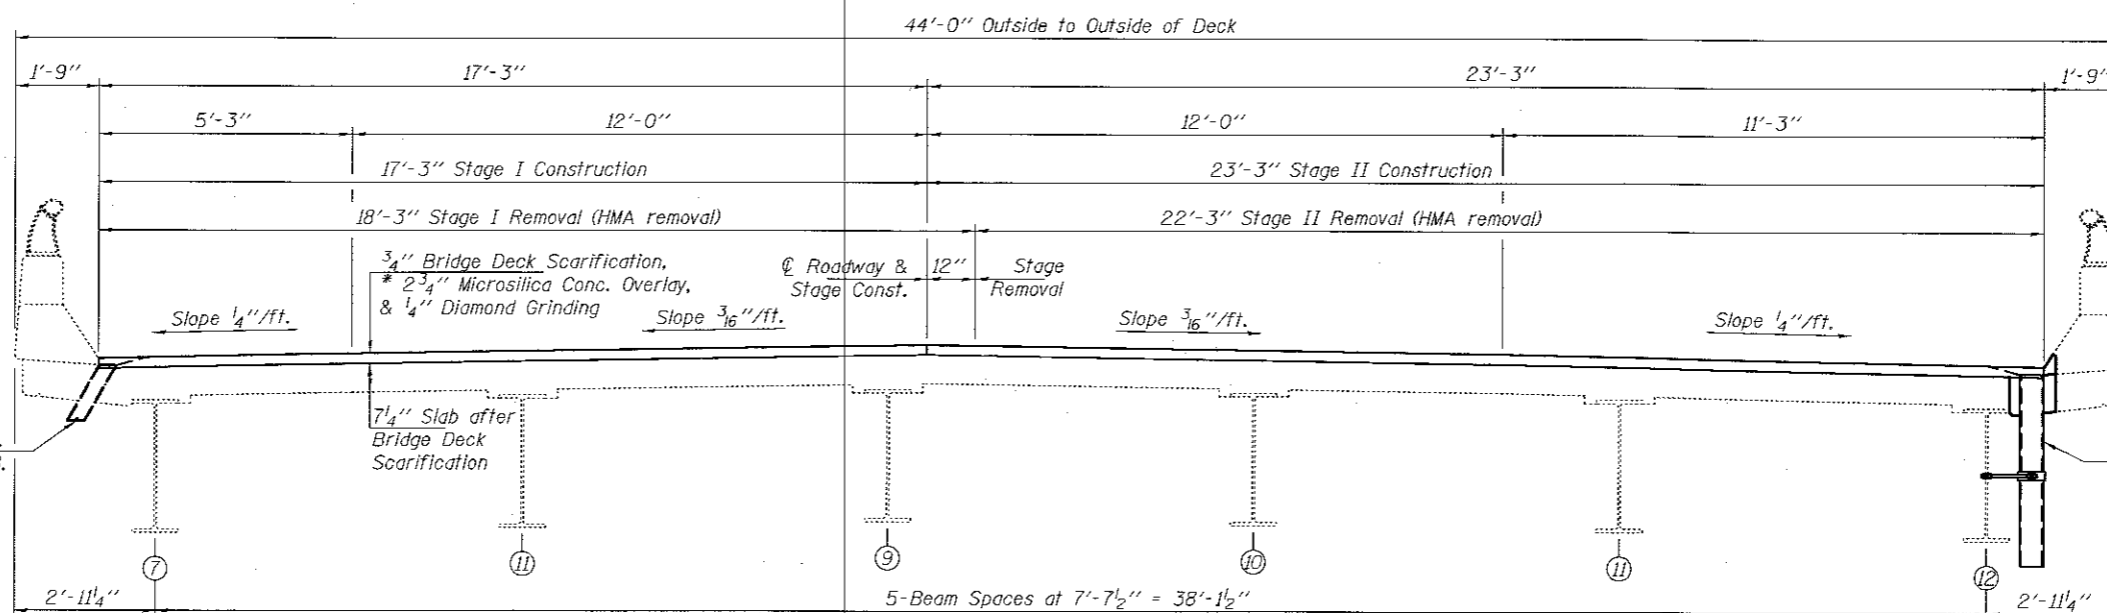 44'-0" Outside to Outside of Deck
1'-9" 17'-3" 23'-3" 1'-9"
5'-3" 12'-0" 12'-0" 11'-3"
17'-3" Stage I Construction 23'-3" Stage II Construction
18'-3" Stage I Removal (HMA removal) 22'-3" Stage II Removal (HMA removal)
3/4" Bridge Deck Scarification,
* 2 3/4" Microsilica Conc. Overlay,
& 1/4" Diamond Grinding
℄ Roadway &
Stage Const.
12"
Stage
Removal
Slope 1/4"/ft. Slope 3/16"/ft. Slope 3/16"/ft. Slope 1/4"/ft.
7 1/4" Slab after
Bridge Deck
Scarification
7 11 9 10 11 12
2'-11 1/4" 5-Beam Spaces at 7'-7 1/2" = 38'-1 1/2" 2'-11 1/4"